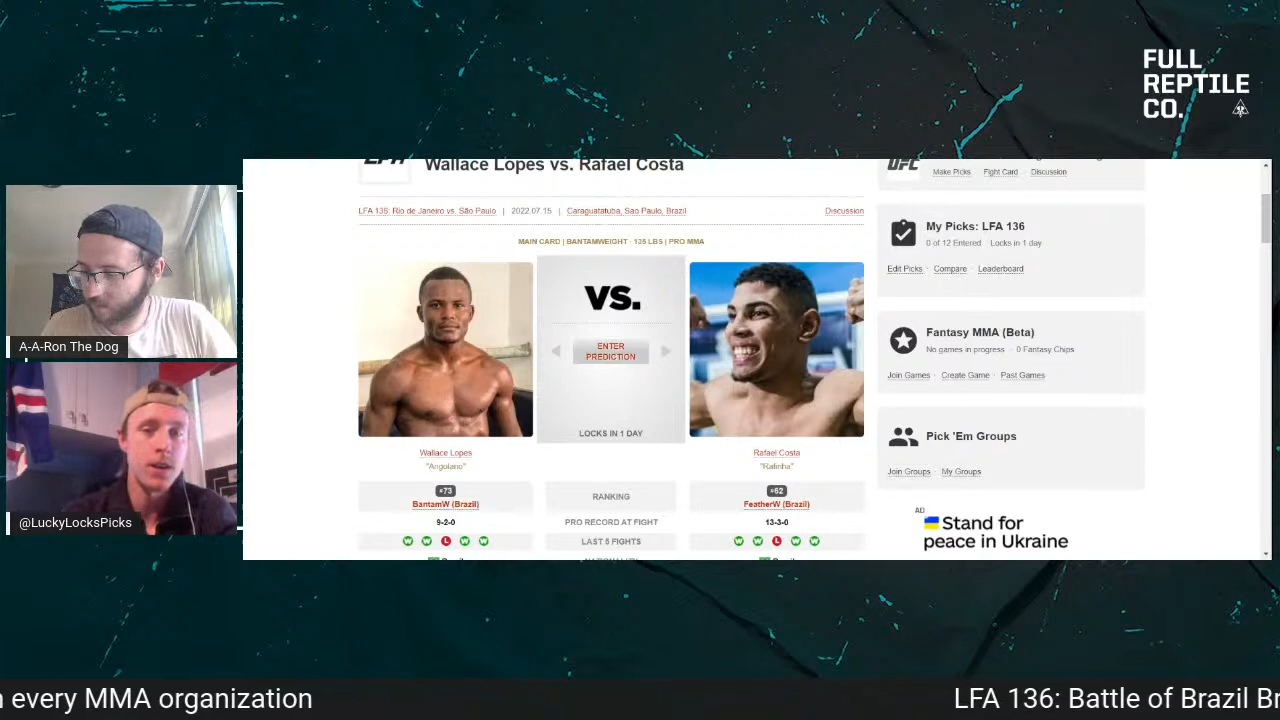 FULL
REPTILE
CO.
Wallace Lopes vs. Rafael Costa
LFA 135: Rio de Janeiro vs. São Paulo | 2022.07.15 | Caraguatatuba, Sao Paulo, Brazil
Discussion
MAIN CARD | BANTAMWEIGHT · 135 LBS | PRO MMA
VS.
ENTER
PREDICTION
LOCKS IN 1 DAY
Wallace Lopes
"Angolano"
Rafael Costa
"Rafinha"
#73
RANKING
#62
BantamW (Brazil)
FeatherW (Brazil)
9-2-0
PRO RECORD AT FIGHT
13-3-0
W W L W W
LAST 5 FIGHTS
W W L W W
UFC
Make Picks · Fight Card · Discussion
My Picks: LFA 136
0 of 12 Entered · Locks in 1 day
Edit Picks · Compare · Leaderboard
Fantasy MMA (Beta)
No games in progress · 0 Fantasy Chips
Join Games · Create Game · Past Games
Pick 'Em Groups
Join Groups · My Groups
AD
Stand for
peace in Ukraine
A-A-Ron The Dog
@LuckyLocksPicks
every MMA organization
LFA 136: Battle of Brazil Br